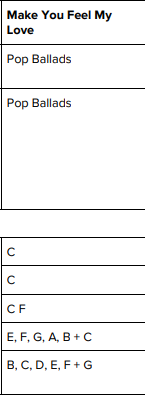 Make You Feel My
Love
Pop Ballads
Pop Ballads
C
C
C F
E, F, G, A, B + C
B, C, D, E, F + G